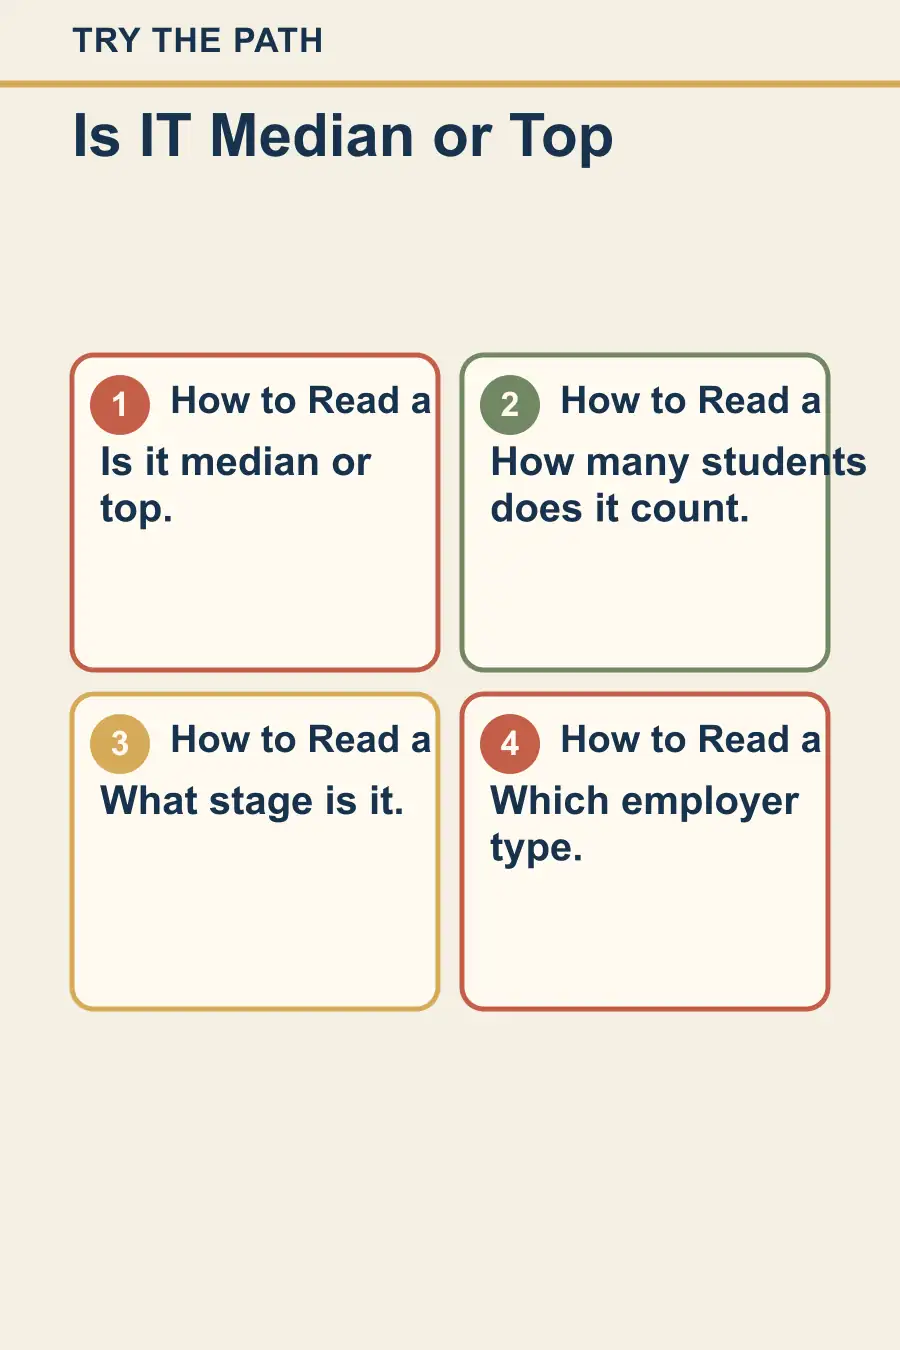 TRY THE PATH
Is IT Median or Top
1 How to Read a
Is it median or
top.
2 How to Read a
How many students
does it count.
3 How to Read a
What stage is it.
4 How to Read a
Which employer
type.